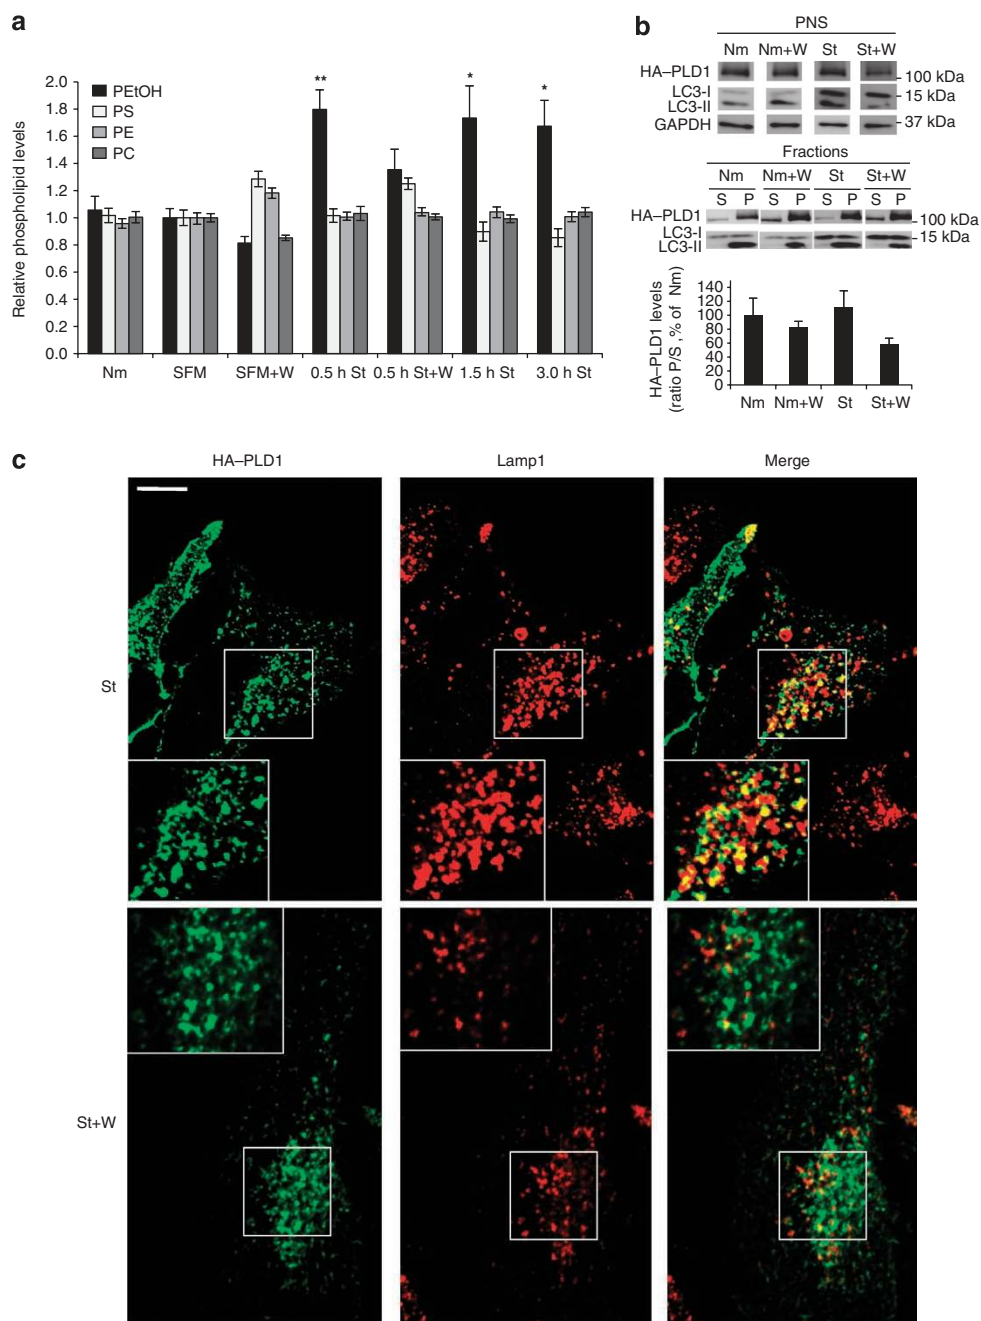 a
Relative phospholipid levels
2.0
1.8
1.6
1.4
1.2
1.0
0.8
0.6
0.4
0.2
0.0
PEtOH
PS
PE
PC
**
*
*
Nm SFM SFM+W 0.5 h St 0.5 h St+W 1.5 h St 3.0 h St
b
PNS
Nm Nm+W St St+W
HA–PLD1
100 kDa
LC3-I
15 kDa
LC3-II
GAPDH
37 kDa
Fractions
Nm Nm+W St St+W
S P S P S P S P
HA–PLD1
100 kDa
LC3-I
15 kDa
LC3-II
HA–PLD1 levels
(ratio P/S , % of Nm)
140
120
100
80
60
40
20
0
Nm Nm+W St St+W
c
HA–PLD1 Lamp1 Merge
St
St+W